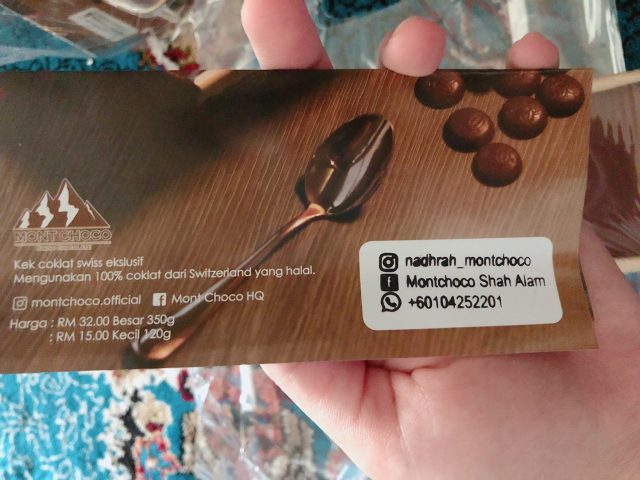 MONT CHOCO
Kek coklat swiss ekslusif
Mengunakan 100% coklat dari Switzerland yang halal.
montchoco.official Mont Choco HQ
Harga : RM 32.00 Besar 350g
: RM 15.00 Kecil 120g
nadhrah_montchoco
Montchoco Shah Alam
+60104252201